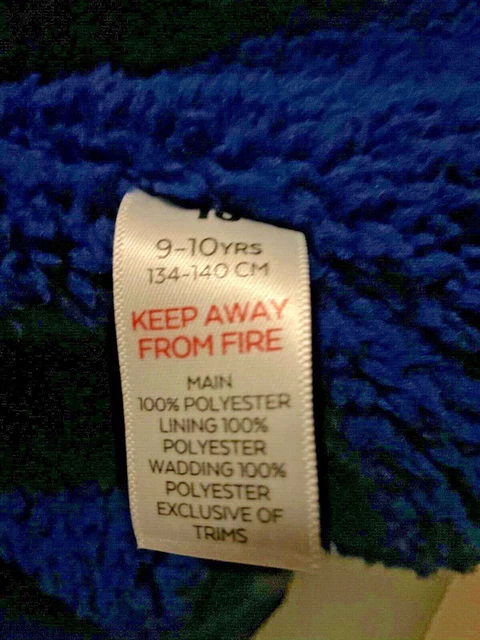 9-10YRS
134-140 CM
KEEP AWAY
FROM FIRE
MAIN
100% POLYESTER
LINING 100%
POLYESTER
WADDING 100%
POLYESTER
EXCLUSIVE OF
TRIMS